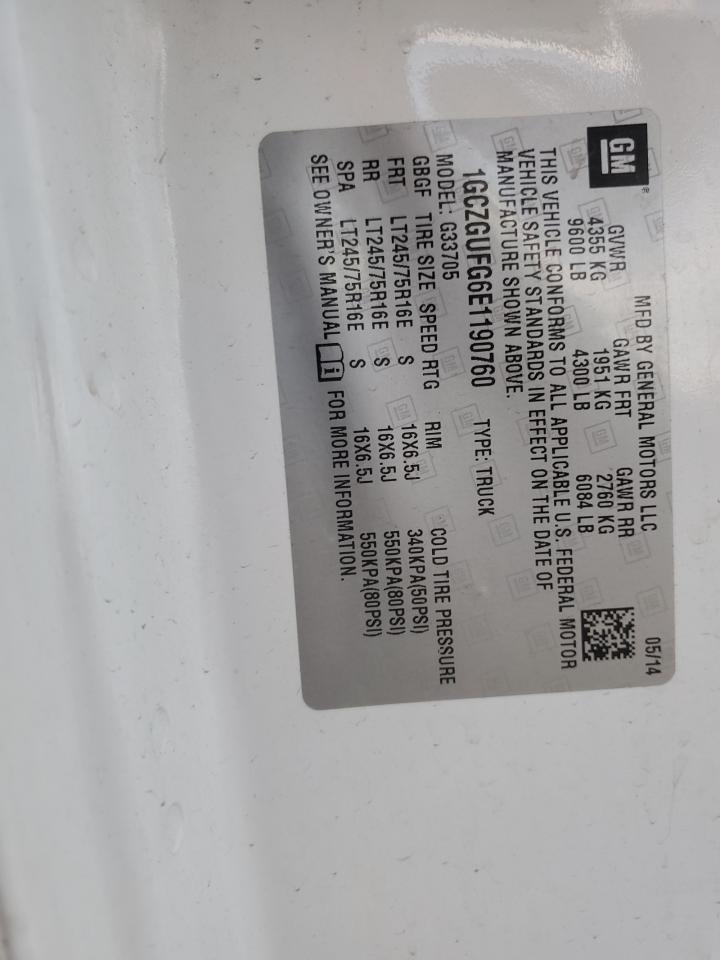 GM
®
MFD BY GENERAL MOTORS LLC 05/14
GVWR GAWR FRT GAWR RR
4355 KG 1951 KG 2760 KG
9600 LB 4300 LB 6084 LB
THIS VEHICLE CONFORMS TO ALL APPLICABLE U.S. FEDERAL MOTOR
VEHICLE SAFETY STANDARDS IN EFFECT ON THE DATE OF
MANUFACTURE SHOWN ABOVE.
1GCZGUFG6E1190760 TYPE: TRUCK
MODEL: G33705
GBGF TIRE SIZE SPEED RTG RIM COLD TIRE PRESSURE
FRT LT245/75R16E S 16X6.5J 340KPA(50PSI)
RR LT245/75R16E S 16X6.5J 550KPA(80PSI)
SPA LT245/75R16E S 16X6.5J 550KPA(80PSI)
SEE OWNER'S MANUAL i FOR MORE INFORMATION.